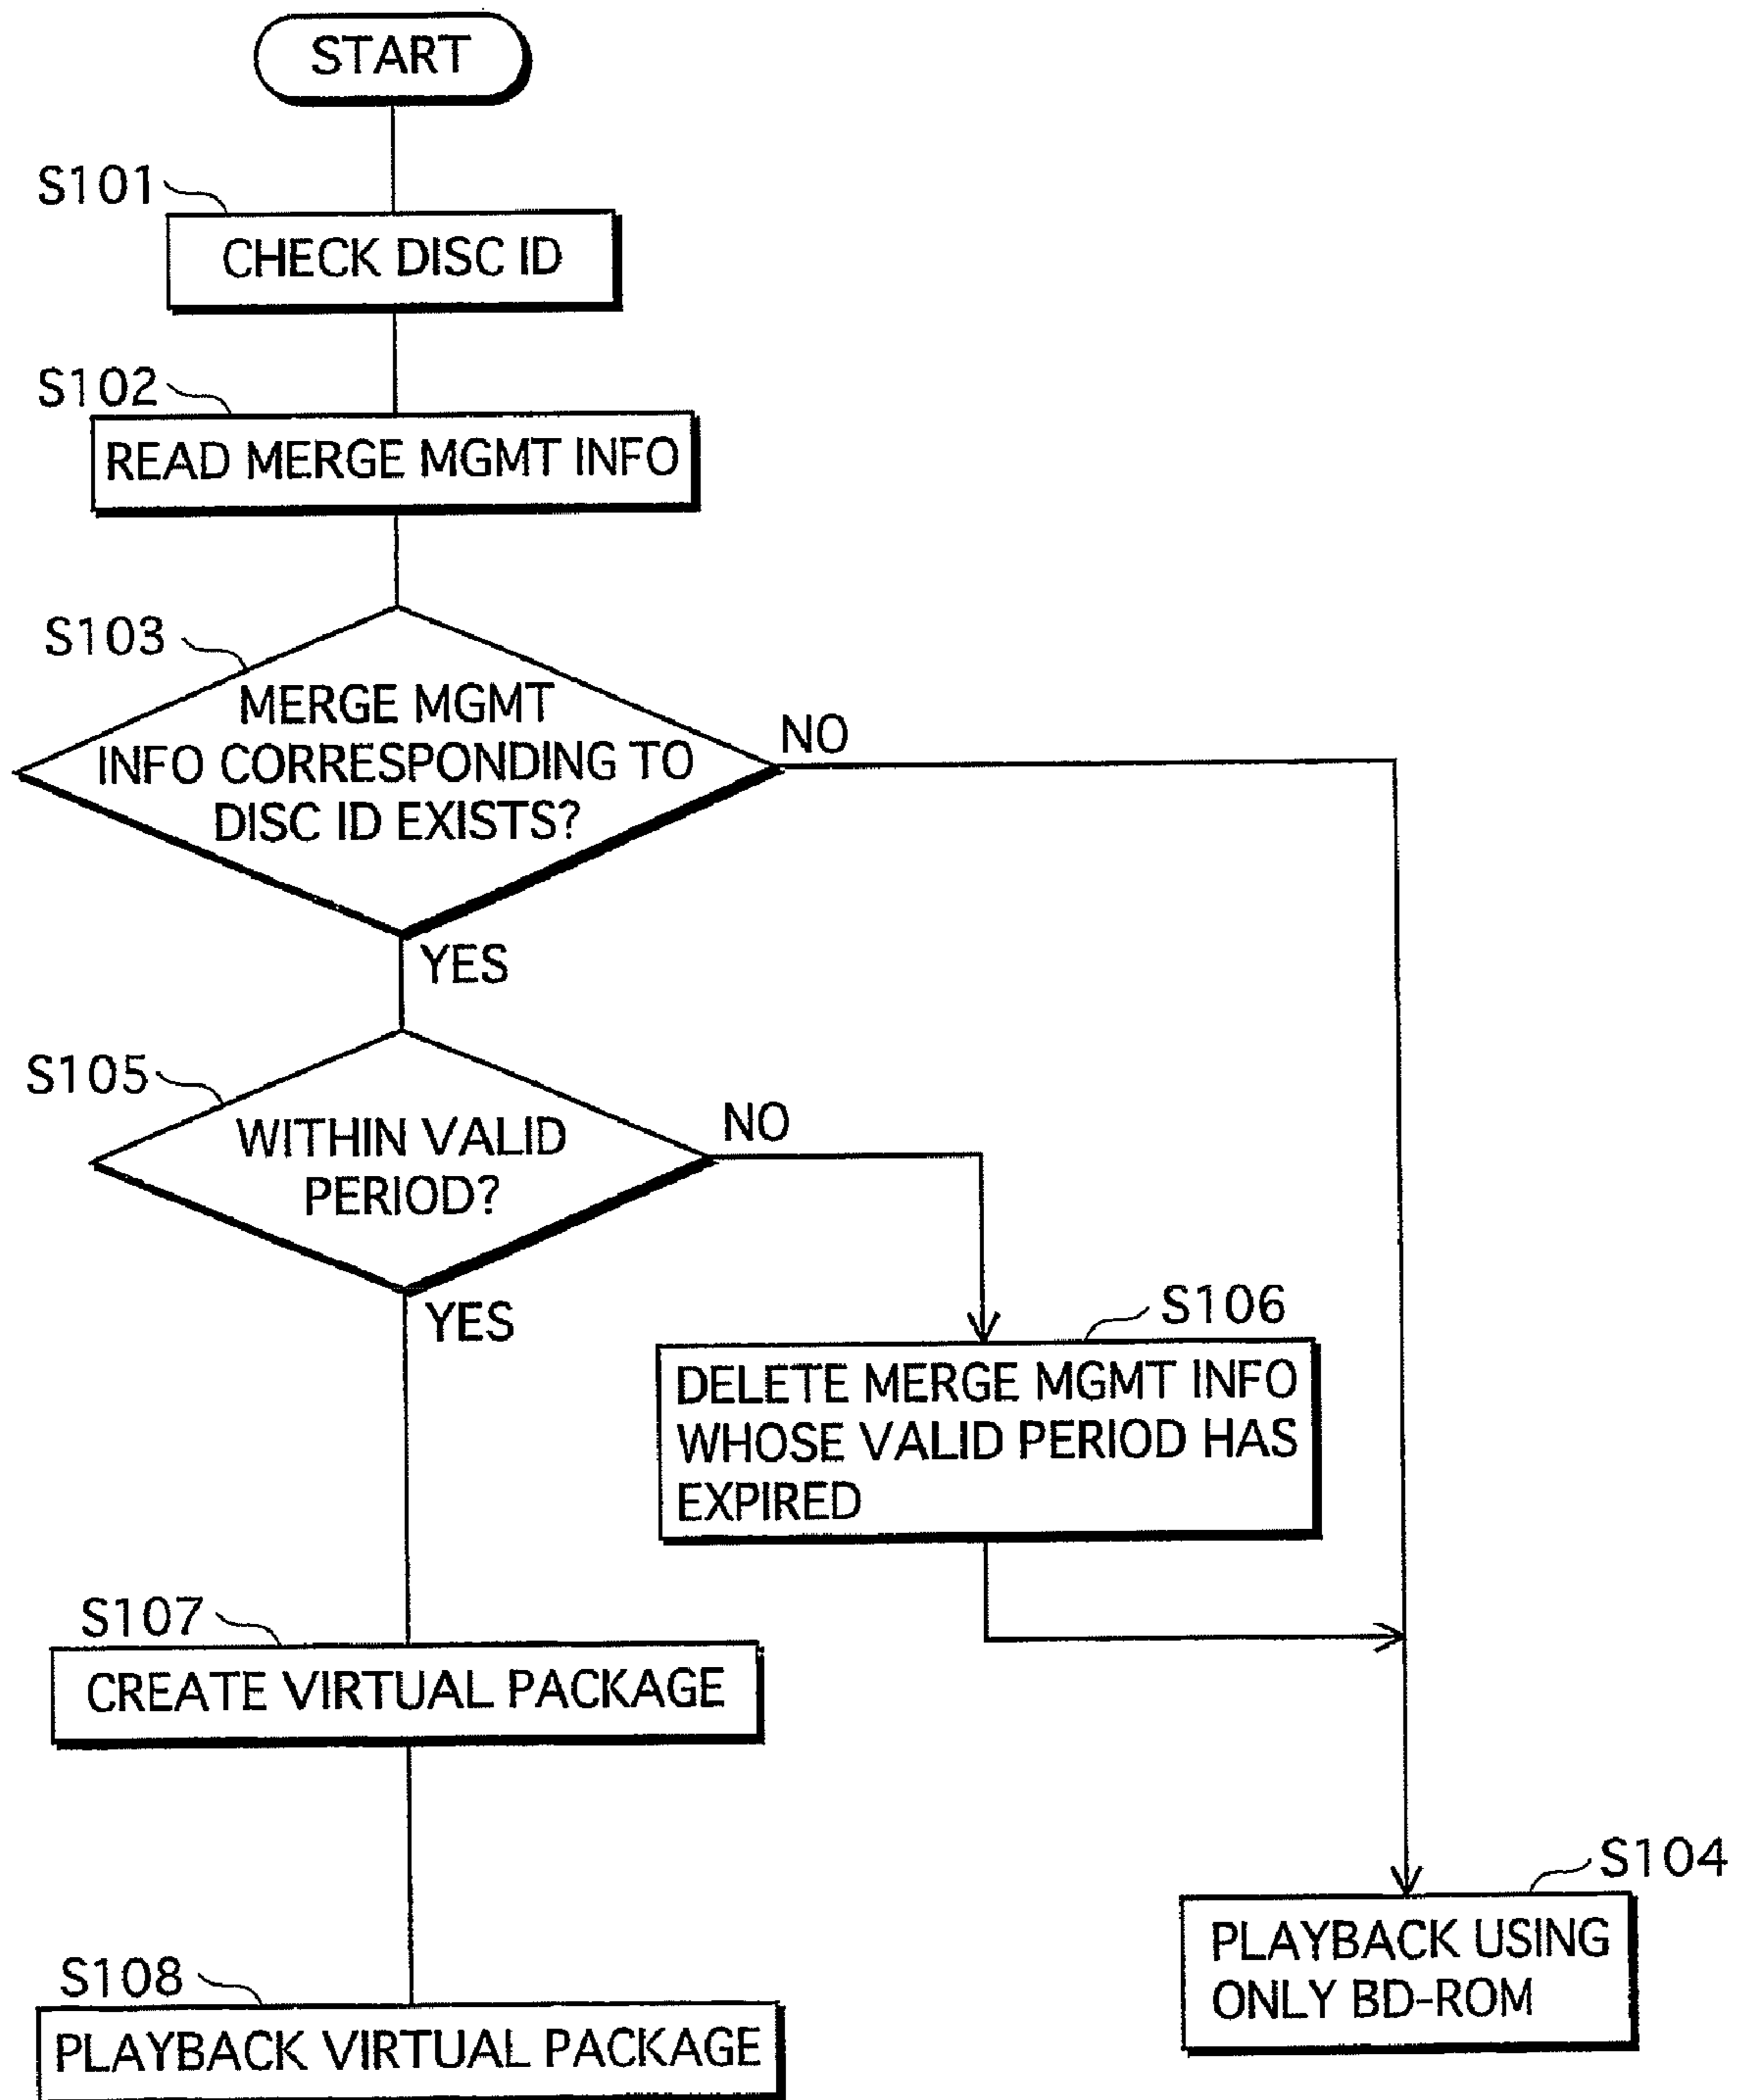 START
S101
CHECK DISC ID
S102
READ MERGE MGMT INFO
S103
MERGE MGMT
INFO CORRESPONDING TO
DISC ID EXISTS?
NO
YES
S105
WITHIN VALID
PERIOD?
NO
YES
S106
DELETE MERGE MGMT INFO
WHOSE VALID PERIOD HAS
EXPIRED
S107
CREATE VIRTUAL PACKAGE
S104
PLAYBACK USING
ONLY BD-ROM
S108
PLAYBACK VIRTUAL PACKAGE